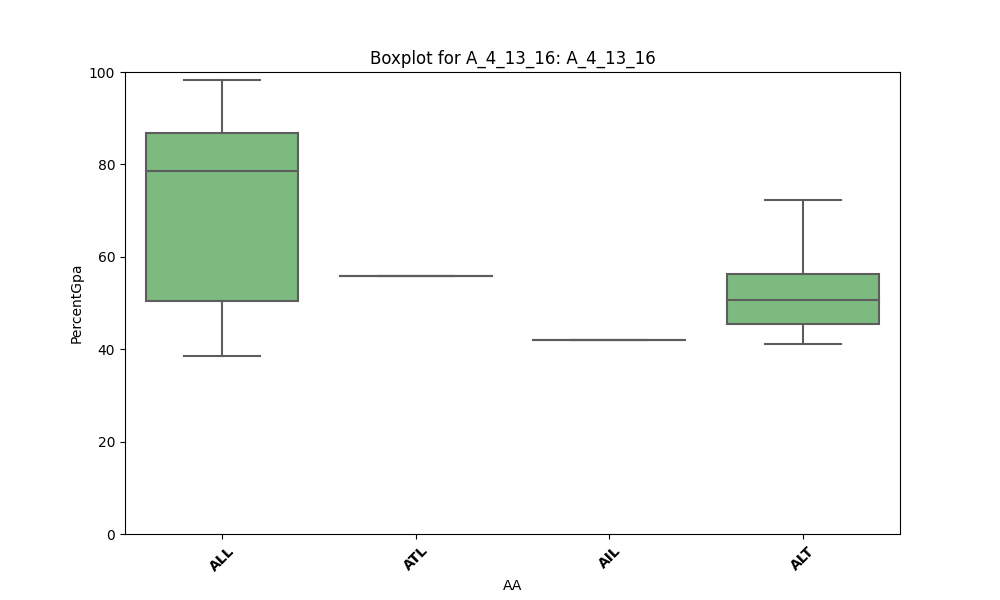 Boxplot for A_4_13_16: A_4_13_16
100
80
60
40
20
0
PercentGpa
ALL
ATL
AIL
ALT
AA